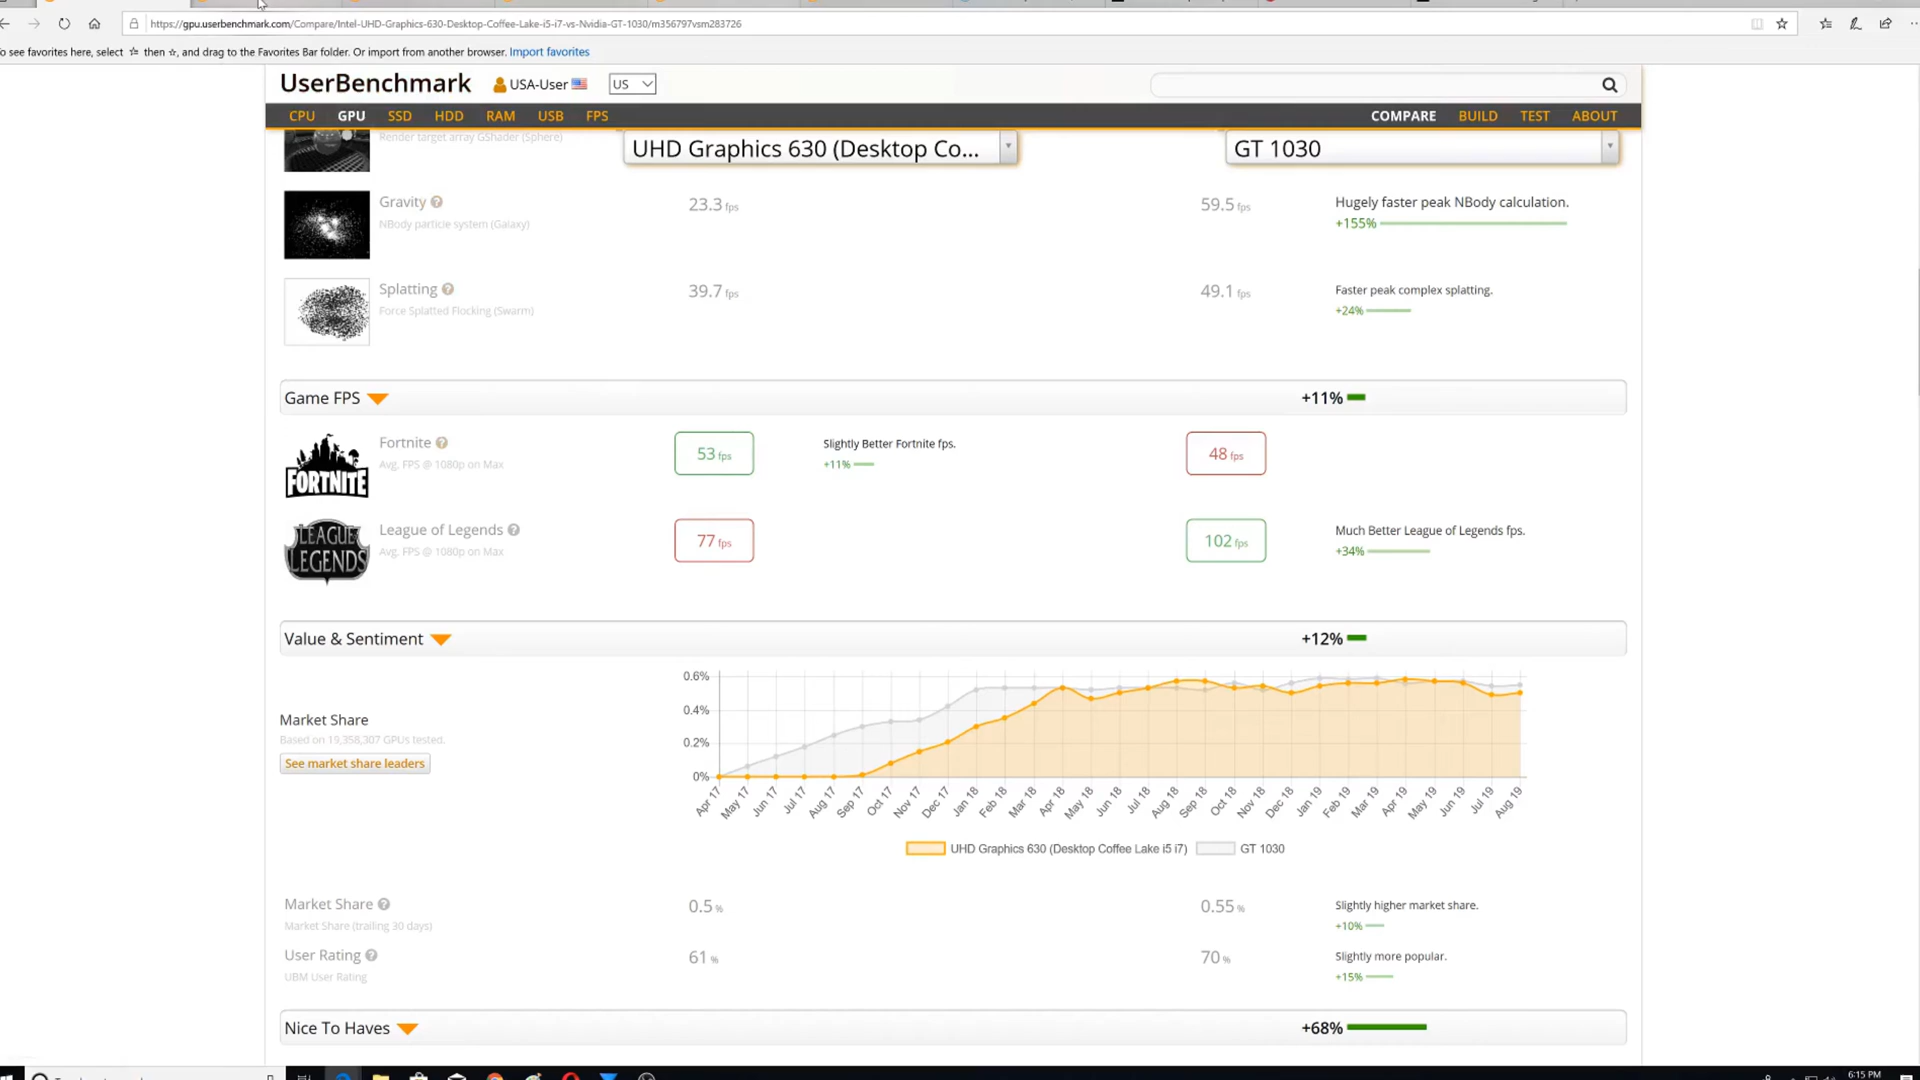 https://gpu.userbenchmark.com/Compare/Intel-UHD-Graphics-630-Desktop-Coffee-Lake-i5-i7-vs-Nvidia-GT-1030/m356797vsm283726
o see favorites here, select ☆ then ☆, and drag to the Favorites Bar folder. Or import from another browser. Import favorites
UserBenchmark USA-User US
CPU GPU SSD HDD RAM USB FPS COMPARE BUILD TEST ABOUT
Render target array GShader (Sphere)
UHD Graphics 630 (Desktop Co... GT 1030
Gravity 23.3 fps 59.5 fps Hugely faster peak NBody calculation.
NBody particle system (Galaxy) +155%
Splatting 39.7 fps 49.1 fps Faster peak complex splatting.
Force Splatted Flocking (Swarm) +24%
Game FPS +11%
Fortnite 53 fps Slightly Better Fortnite fps. 48 fps
Avg. FPS @ 1080p on Max +11%
FORTNITE
League of Legends 77 fps 102 fps Much Better League of Legends fps.
Avg. FPS @ 1080p on Max +34%
LEAGUE OF LEGENDS
Value & Sentiment +12%
0.6%
0.4%
0.2%
0%
Market Share
Based on 19,358,307 GPUs tested.
See market share leaders
Apr 17 May 17 Jun 17 Jul 17 Aug 17 Sep 17 Oct 17 Nov 17 Dec 17 Jan 18 Feb 18 Mar 18 Apr 18 May 18 Jun 18 Jul 18 Aug 18 Sep 18 Oct 18 Nov 18 Dec 18 Jan 19 Feb 19 Mar 19 Apr 19 May 19 Jun 19 Jul 19 Aug 19
UHD Graphics 630 (Desktop Coffee Lake i5 i7) GT 1030
Market Share 0.5 % 0.55 % Slightly higher market share.
Market Share (trailing 30 days) +10%
User Rating 61 % 70 % Slightly more popular.
UBM User Rating +15%
Nice To Haves +68%
6:15 PM